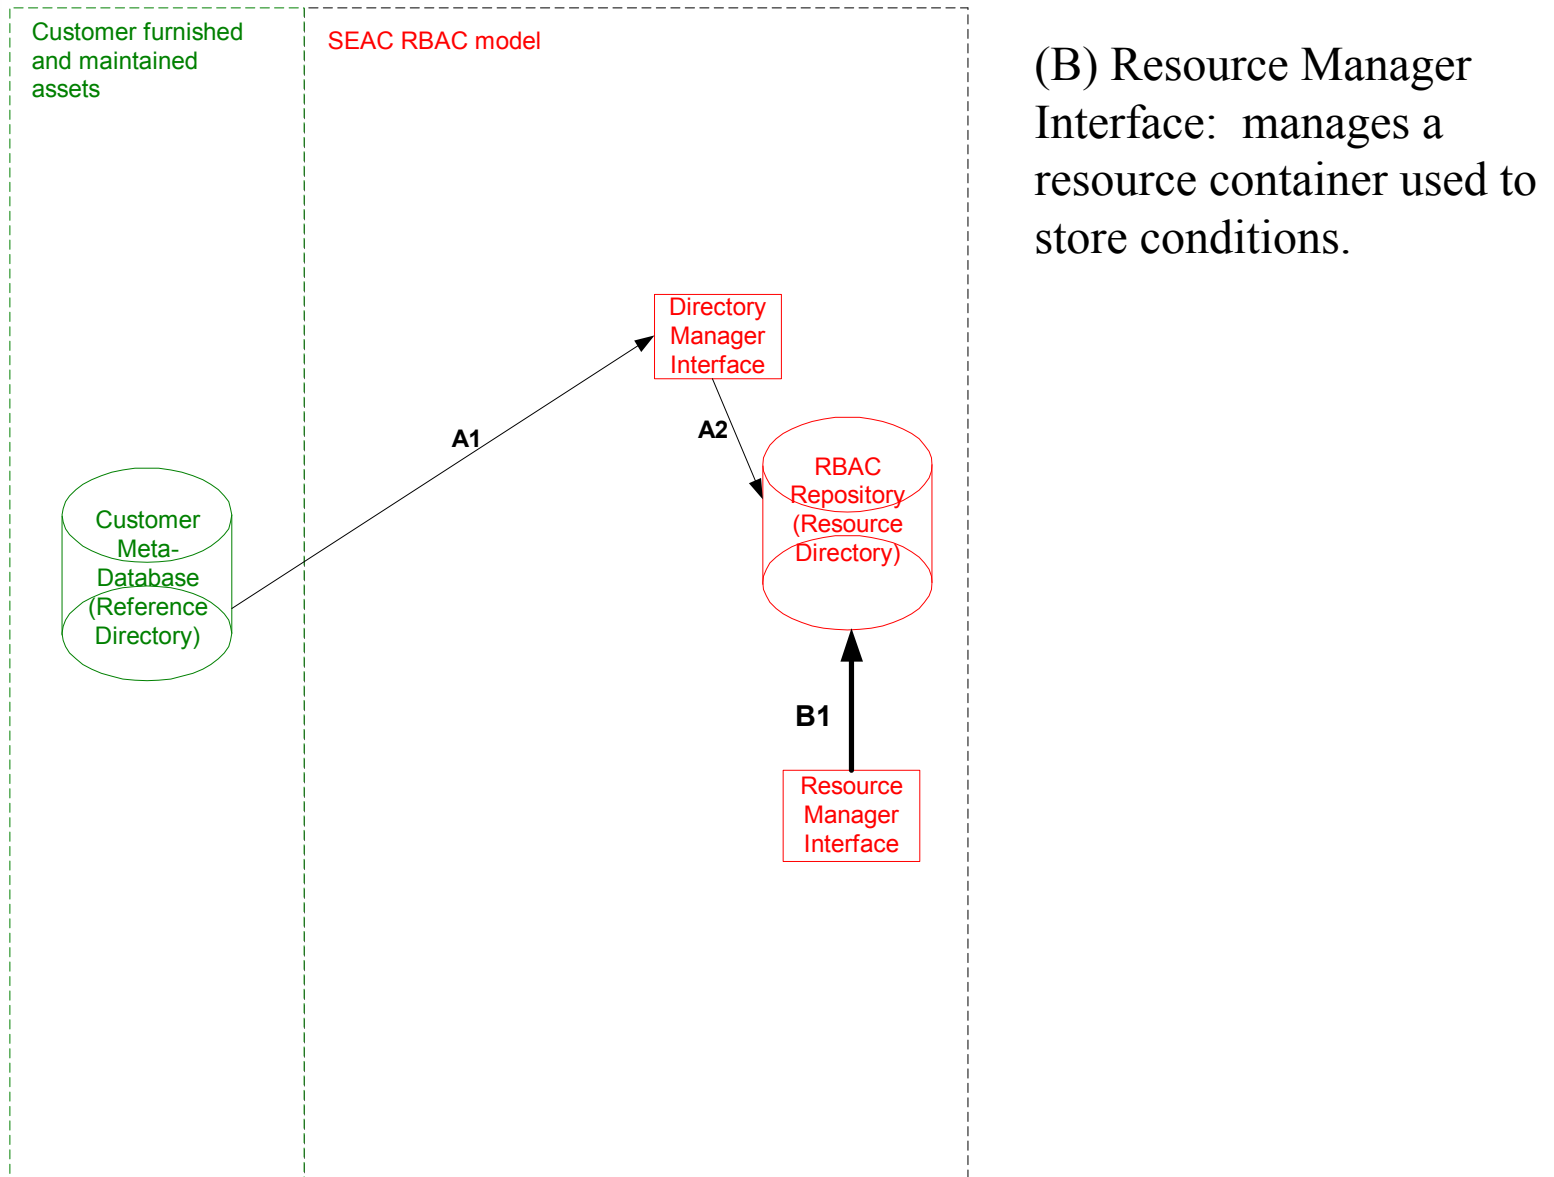 Customer furnished
and maintained
assets
SEAC RBAC model
(B) Resource Manager
Interface:  manages a
resource container used to
store conditions.
Directory
Manager
Interface
A1
A2
RBAC
Repository
(Resource
Directory)
Customer
Meta-
Database
(Reference
Directory)
B1
Resource
Manager
Interface